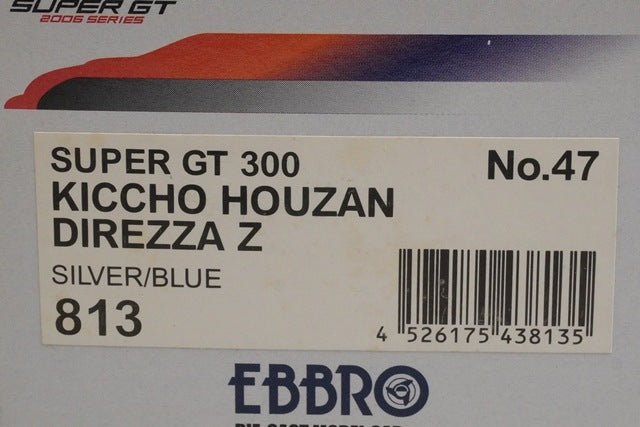 SUPER GT
2006 SERIES
SUPER GT 300 No.47
KICCHO HOUZAN
DIREZZA Z
SILVER/BLUE
813
4 526175 438135
EBBRO